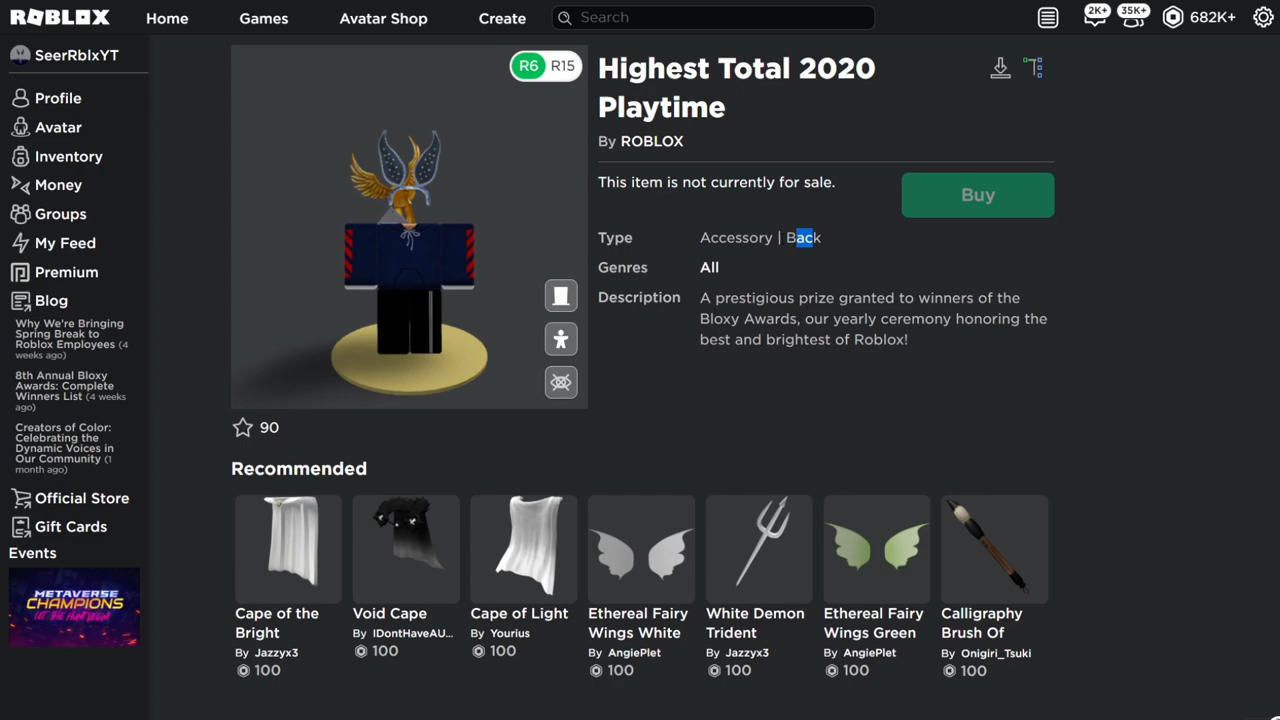 ROBLOX
Home
Games
Avatar Shop
Create
Search
2K+
35K+
682K+
SeerRblxYT
Profile
Avatar
Inventory
Money
Groups
My Feed
Premium
Blog
Why We're Bringing
Spring Break to
Roblox Employees (4
weeks ago)
8th Annual Bloxy
Awards: Complete
Winners List (4 weeks
ago)
Creators of Color:
Celebrating the
Dynamic Voices in
Our Community (1
month ago)
Official Store
Gift Cards
Events
METAVERSE
CHAMPIONS
LET THE HUNT BEGIN!
R6 R15
Highest Total 2020
Playtime
By ROBLOX
This item is not currently for sale.
Buy
Type Accessory | Back
Genres All
Description A prestigious prize granted to winners of the
Bloxy Awards, our yearly ceremony honoring the
best and brightest of Roblox!
90
Recommended
Cape of the
Bright
By Jazzyx3
100
Void Cape
By IDontHaveAU...
100
Cape of Light
By Yourius
100
Ethereal Fairy
Wings White
By AngiePlet
100
White Demon
Trident
By Jazzyx3
100
Ethereal Fairy
Wings Green
By AngiePlet
100
Calligraphy
Brush Of
By Onigiri_Tsuki
100